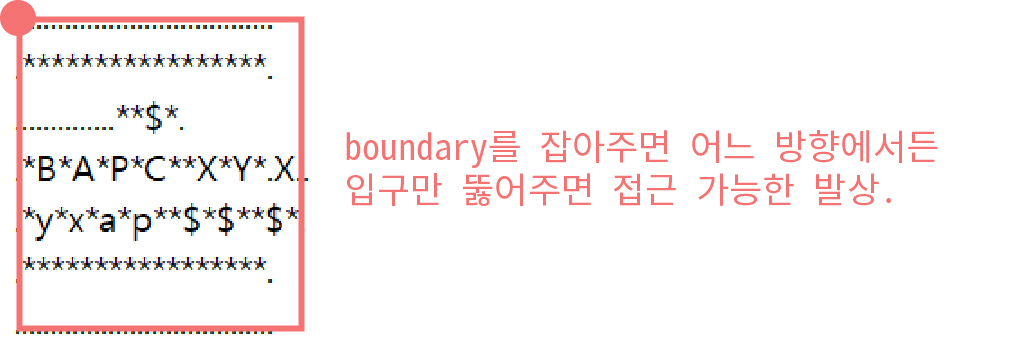 .*****************.
.............**$*.
.*B*A*P*C**X*Y*.X..
boundary를 잡아주면 어느 방향에서든
입구만 뚫어주면 접근 가능한 발상.
.*y*x*a*p**$*$**$*.
.*****************.